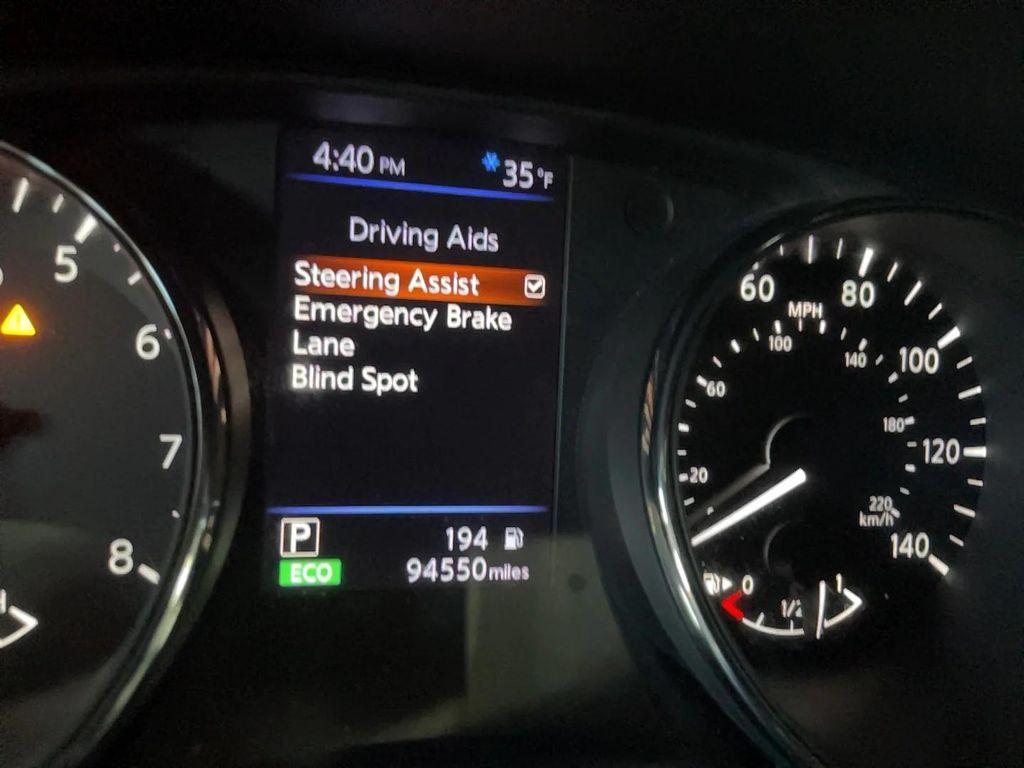 4:40 PM
35°F
Driving Aids
Steering Assist
Emergency Brake
Lane
Blind Spot
P
194
ECO
94550 miles
5
6
7
8
60
80
MPH
100
140
100
60
180
120
20
220
km/h
140
0
1/2
1